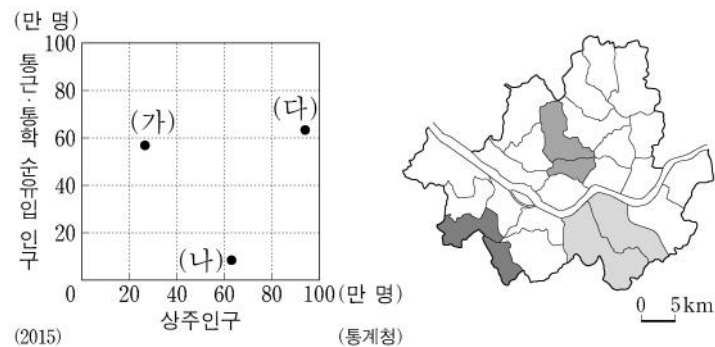 (만 명)
100
80
60
40
20
0
통근·통학 순유입 인구
(가)
(다)
(나)
20 40 60 80 100 (만 명)
상주인구
(2015)
(통계청)
0 5km